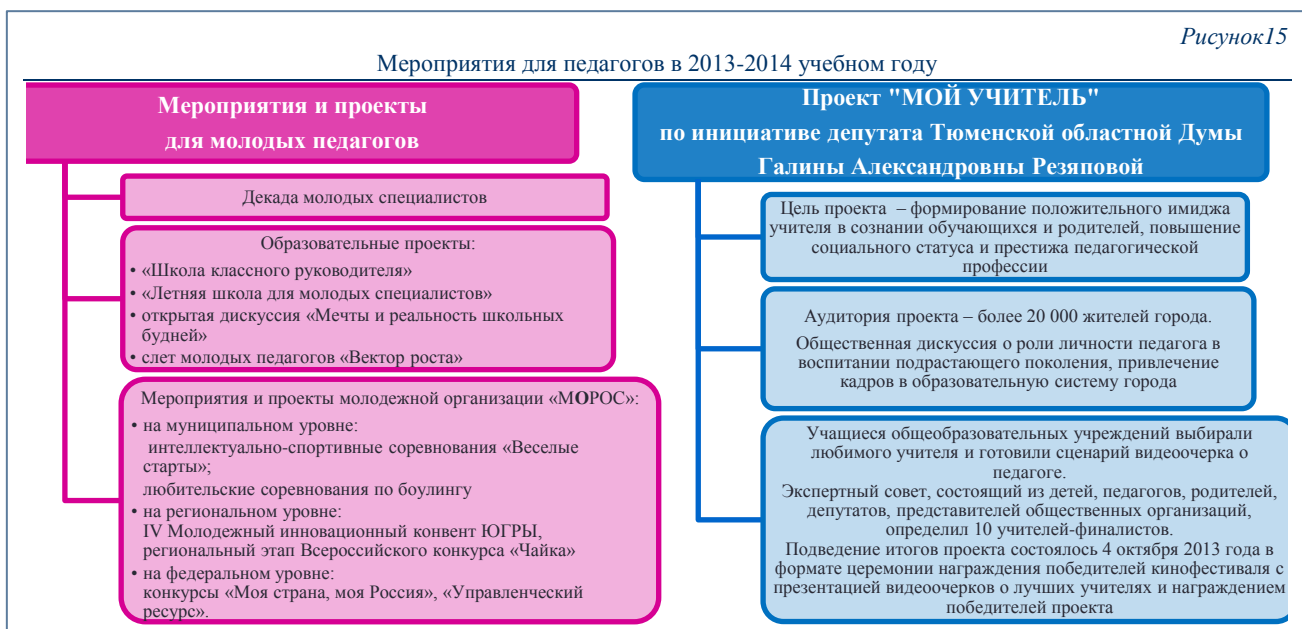 Рисунок15
Мероприятия для педагогов в 2013-2014 учебном году
Мероприятия и проекты
для молодых педагогов
Декада молодых специалистов
Образовательные проекты:
• «Школа классного руководителя»
• «Летняя школа для молодых специалистов»
• открытая дискуссия «Мечты и реальность школьных
будней»
• слет молодых педагогов «Вектор роста»
Мероприятия и проекты молодежной организации «МОРОС»:
• на муниципальном уровне:
интеллектуально-спортивные соревнования «Веселые
старты»;
любительские соревнования по боулингу
• на региональном уровне:
IV Молодежный инновационный конвент ЮГРЫ,
региональный этап Всероссийского конкурса «Чайка»
• на федеральном уровне:
конкурсы «Моя страна, моя Россия», «Управленческий
ресурс».
Проект "МОЙ УЧИТЕЛЬ"
по инициативе депутата Тюменской областной Думы
Галины Александровны Резяповой
Цель проекта – формирование положительного имиджа
учителя в сознании обучающихся и родителей, повышение
социального статуса и престижа педагогической
профессии
Аудитория проекта – более 20 000 жителей города.
Общественная дискуссия о роли личности педагога в
воспитании подрастающего поколения, привлечение
кадров в образовательную систему города
Учащиеся общеобразовательных учреждений выбирали
любимого учителя и готовили сценарий видеоочерка о
педагоге.
Экспертный совет, состоящий из детей, педагогов, родителей,
депутатов, представителей общественных организаций,
определил 10 учителей-финалистов.
Подведение итогов проекта состоялось 4 октября 2013 года в
формате церемонии награждения победителей кинофестиваля с
презентацией видеоочерков о лучших учителях и награждением
победителей проекта